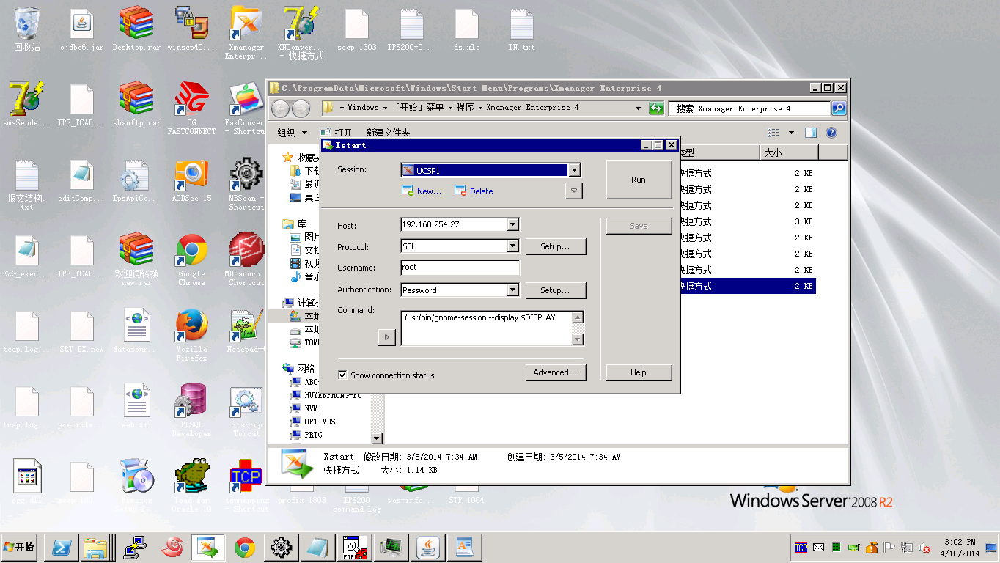 回收站
ojdbc6.jar
Desktop.rar
winscp40...
Xmanager
Enterpr...
XNConver...
- 快捷方式
sccp_1303
IPS200-C...
ds.xls
IN.txt
smsSende...
IPS_TCAP...
shaoftp.rar
3G
FASTCONNECT
FaxConver
- Shortcu
报文结构.
txt
editComp...
IpsApiCo...
ACDSee 15
MBScan -
Shortcut
EZG_exec...
IPS_TCAP...
欢迎词转换
new.rar
Google
Chrome
MDLaunch
Shortcut
tcap.log...
SRT_DX.new
datasour...
Mozilla
Firefox
Notepad++
tcap.log...
prefixte...
web.xml
PLSQL
Developer
Startup
Tomcat
Toad for
Oracle 10
TCP
tcpmapping
- Shortcut
prefix_1803
IPS200
command.log
vas-info...
STP_1004
C:\ProgramData\Microsoft\Windows\Start Menu\Programs\Xmanager Enterprise 4
Windows
「开始」菜单
程序
Xmanager Enterprise 4
搜索 Xmanager Enterprise 4
组织
打开
新建文件夹
类型
大小
快捷方式 2 KB
快捷方式 2 KB
快捷方式 2 KB
快捷方式 3 KB
快捷方式 2 KB
快捷方式 2 KB
快捷方式 2 KB
快捷方式 2 KB
收藏夹
下载
最近
桌面
库
图片
文档
视频
音乐
计算机
本地
本地
网络
ABC-
HUYENPHONG-PC
NVM
OPTIMUS
PRTG
Xstart
Session:
UCSP1
Run
New...
Delete
Host:
192.168.254.27
Save
Protocol:
SSH
Setup...
Username:
root
Authentication:
Password
Setup...
Command:
/usr/bin/gnome-session --display $DISPLAY
Show connection status
Advanced...
Help
Xstart 修改日期: 3/5/2014 7:34 AM 创建日期: 3/5/2014 7:34 AM
快捷方式 大小: 1.14 KB
Windows Server 2008 R2
开始
FTP
TCP
3:02 PM
4/10/2014